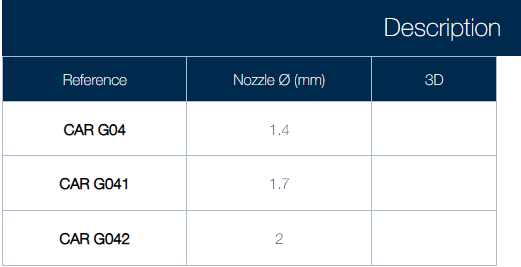 Description
Reference Nozzle Ø (mm) 3D
CAR G04 1.4
CAR G041 1.7
CAR G042 2